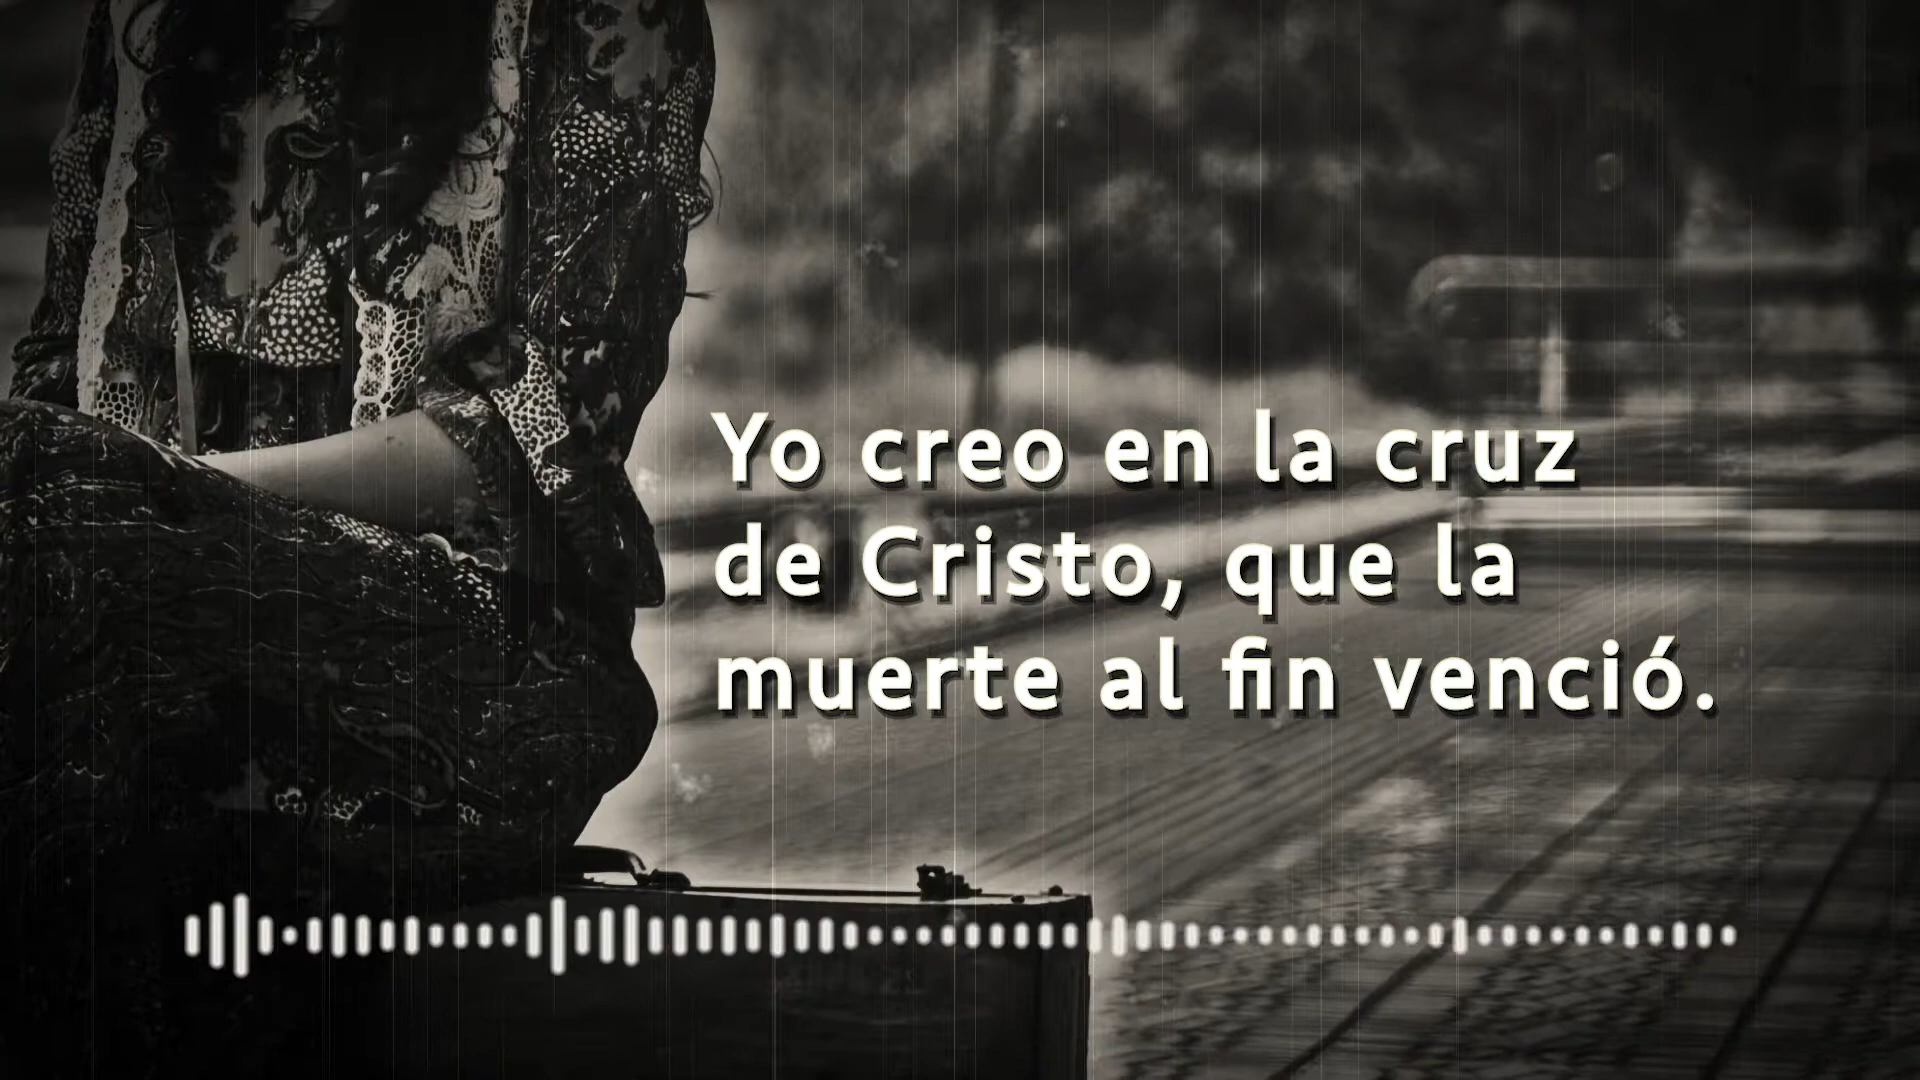 Yo creo en la cruz
de Cristo, que la
muerte al fin venció.